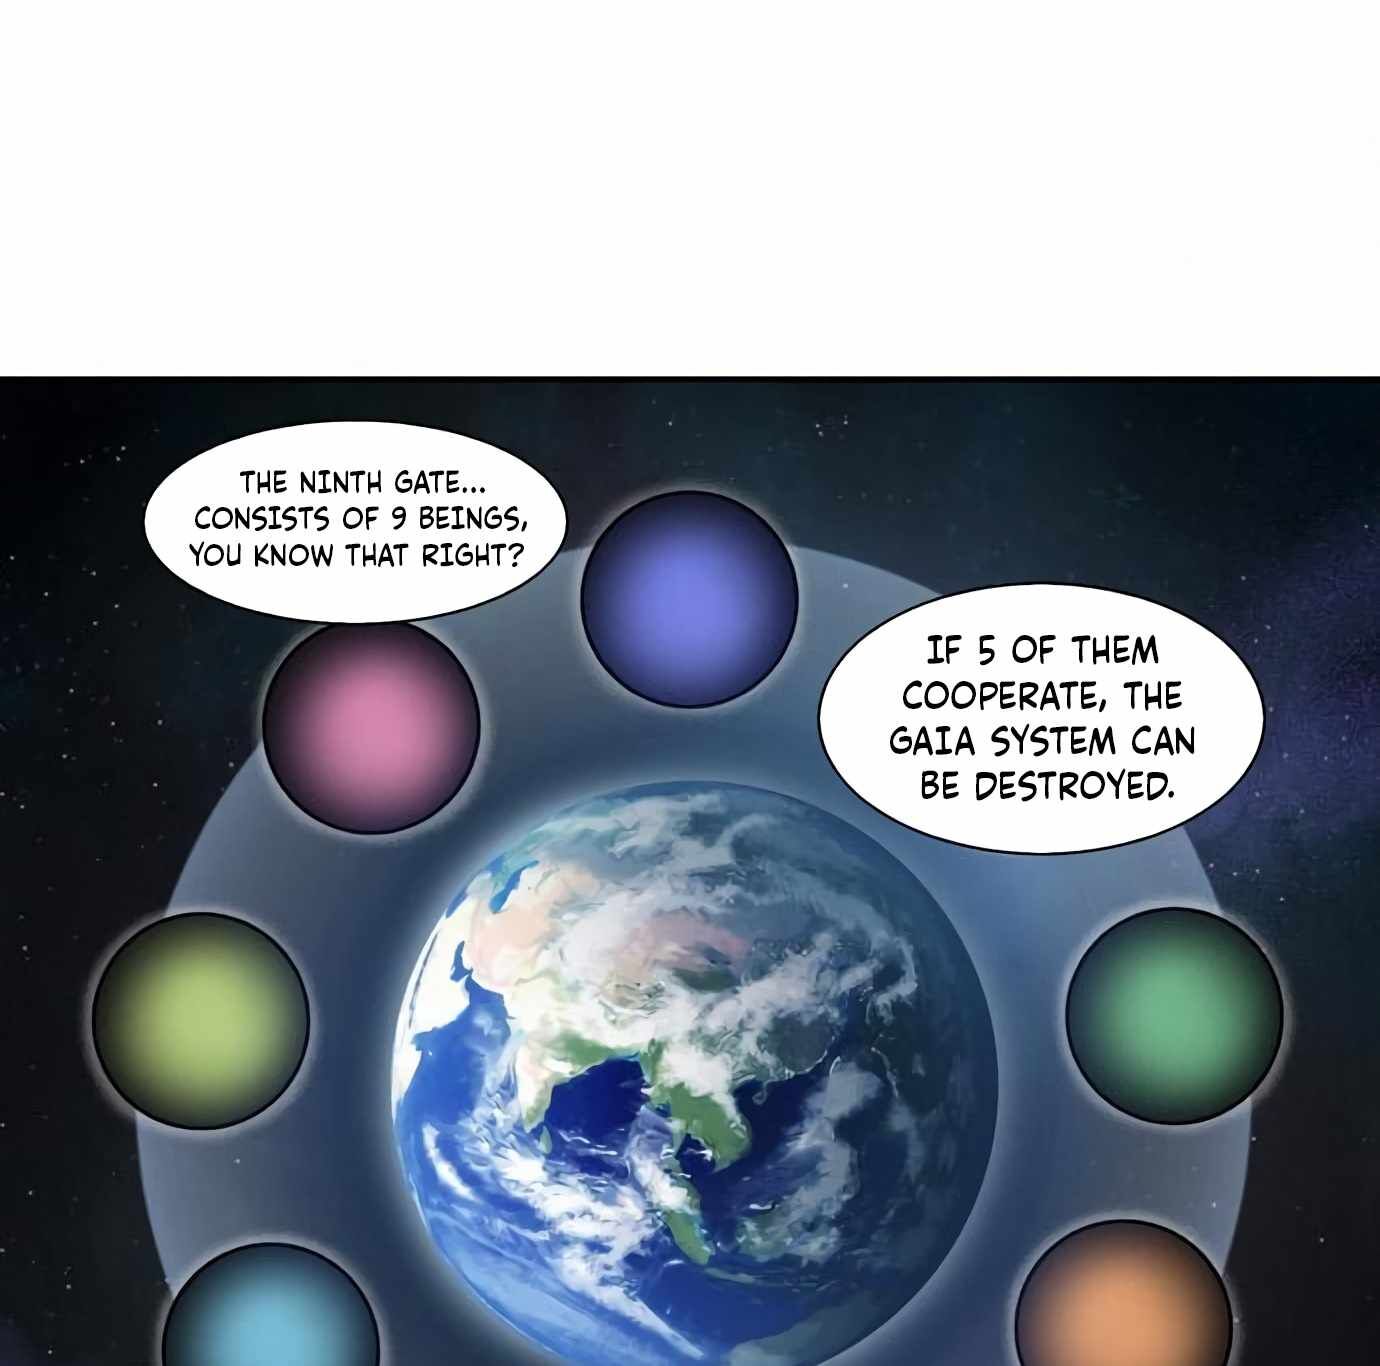 THE NINTH GATE...
CONSISTS OF 9 BEINGS,
YOU KNOW THAT RIGHT?
IF 5 OF THEM
COOPERATE, THE
GAIA SYSTEM CAN
BE DESTROYED.